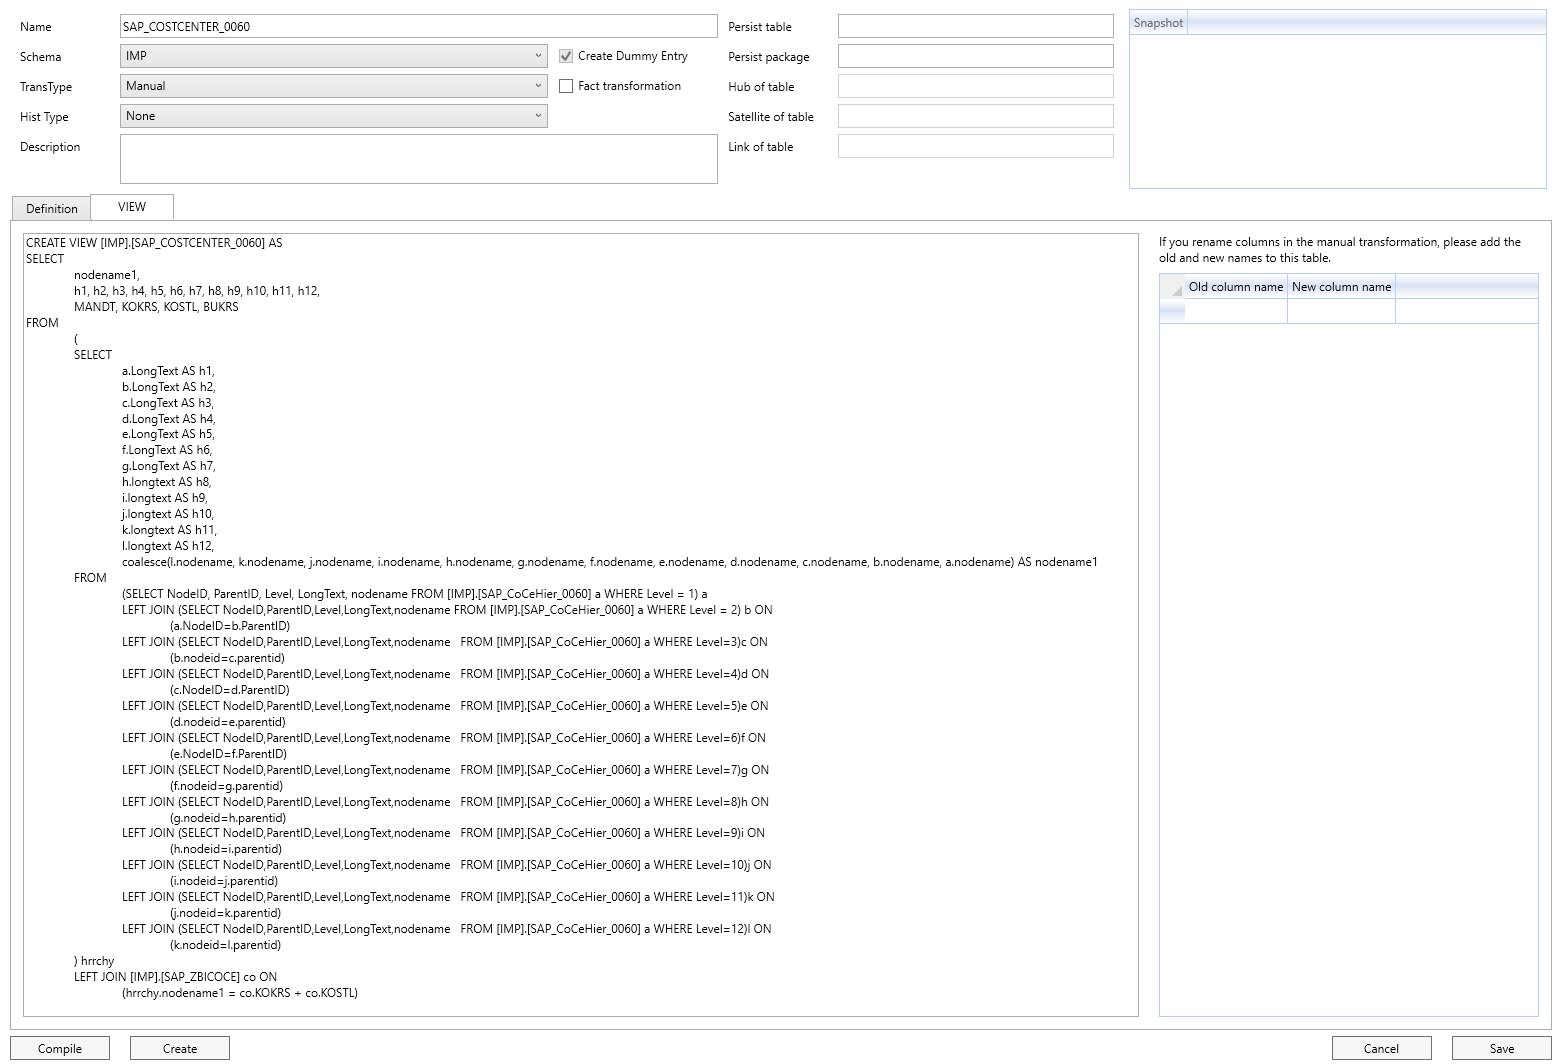 Name
SAP_COSTCENTER_0060
Schema
IMP
Create Dummy Entry
TransType
Manual
Fact transformation
Hist Type
None
Description
Persist table
Persist package
Hub of table
Satellite of table
Link of table
Snapshot
Definition
VIEW
CREATE VIEW [IMP].[SAP_COSTCENTER_0060] AS
SELECT
nodename1,
h1, h2, h3, h4, h5, h6, h7, h8, h9, h10, h11, h12,
MANDT, KOKRS, KOSTL, BUKRS
FROM
(
SELECT
a.LongText AS h1,
b.LongText AS h2,
c.LongText AS h3,
d.LongText AS h4,
e.LongText AS h5,
f.LongText AS h6,
g.LongText AS h7,
h.longtext AS h8,
i.longtext AS h9,
j.longtext AS h10,
k.longtext AS h11,
l.longtext AS h12,
coalesce(l.nodename, k.nodename, j.nodename, i.nodename, h.nodename, g.nodename, f.nodename, e.nodename, d.nodename, c.nodename, b.nodename, a.nodename) AS nodename1
FROM
(SELECT NodeID, ParentID, Level, LongText, nodename FROM [IMP].[SAP_CoCeHier_0060] a WHERE Level = 1) a
LEFT JOIN (SELECT NodeID,ParentID,Level,LongText,nodename FROM [IMP].[SAP_CoCeHier_0060] a WHERE Level = 2) b ON
(a.NodeID=b.ParentID)
LEFT JOIN (SELECT NodeID,ParentID,Level,LongText,nodename   FROM [IMP].[SAP_CoCeHier_0060] a WHERE Level=3)c ON
(b.nodeid=c.parentid)
LEFT JOIN (SELECT NodeID,ParentID,Level,LongText,nodename   FROM [IMP].[SAP_CoCeHier_0060] a WHERE Level=4)d ON
(c.NodeID=d.ParentID)
LEFT JOIN (SELECT NodeID,ParentID,Level,LongText,nodename   FROM [IMP].[SAP_CoCeHier_0060] a WHERE Level=5)e ON
(d.nodeid=e.parentid)
LEFT JOIN (SELECT NodeID,ParentID,Level,LongText,nodename   FROM [IMP].[SAP_CoCeHier_0060] a WHERE Level=6)f ON
(e.NodeID=f.ParentID)
LEFT JOIN (SELECT NodeID,ParentID,Level,LongText,nodename   FROM [IMP].[SAP_CoCeHier_0060] a WHERE Level=7)g ON
(f.nodeid=g.parentid)
LEFT JOIN (SELECT NodeID,ParentID,Level,LongText,nodename   FROM [IMP].[SAP_CoCeHier_0060] a WHERE Level=8)h ON
(g.nodeid=h.parentid)
LEFT JOIN (SELECT NodeID,ParentID,Level,LongText,nodename   FROM [IMP].[SAP_CoCeHier_0060] a WHERE Level=9)i ON
(h.nodeid=i.parentid)
LEFT JOIN (SELECT NodeID,ParentID,Level,LongText,nodename   FROM [IMP].[SAP_CoCeHier_0060] a WHERE Level=10)j ON
(i.nodeid=j.parentid)
LEFT JOIN (SELECT NodeID,ParentID,Level,LongText,nodename   FROM [IMP].[SAP_CoCeHier_0060] a WHERE Level=11)k ON
(j.nodeid=k.parentid)
LEFT JOIN (SELECT NodeID,ParentID,Level,LongText,nodename   FROM [IMP].[SAP_CoCeHier_0060] a WHERE Level=12)l ON
(k.nodeid=l.parentid)
) hrrchy
LEFT JOIN [IMP].[SAP_ZBICOCE] co ON
(hrrchy.nodename1 = co.KOKRS + co.KOSTL)
If you rename columns in the manual transformation, please add the
old and new names to this table.
Old column name
New column name
Compile
Create
Cancel
Save